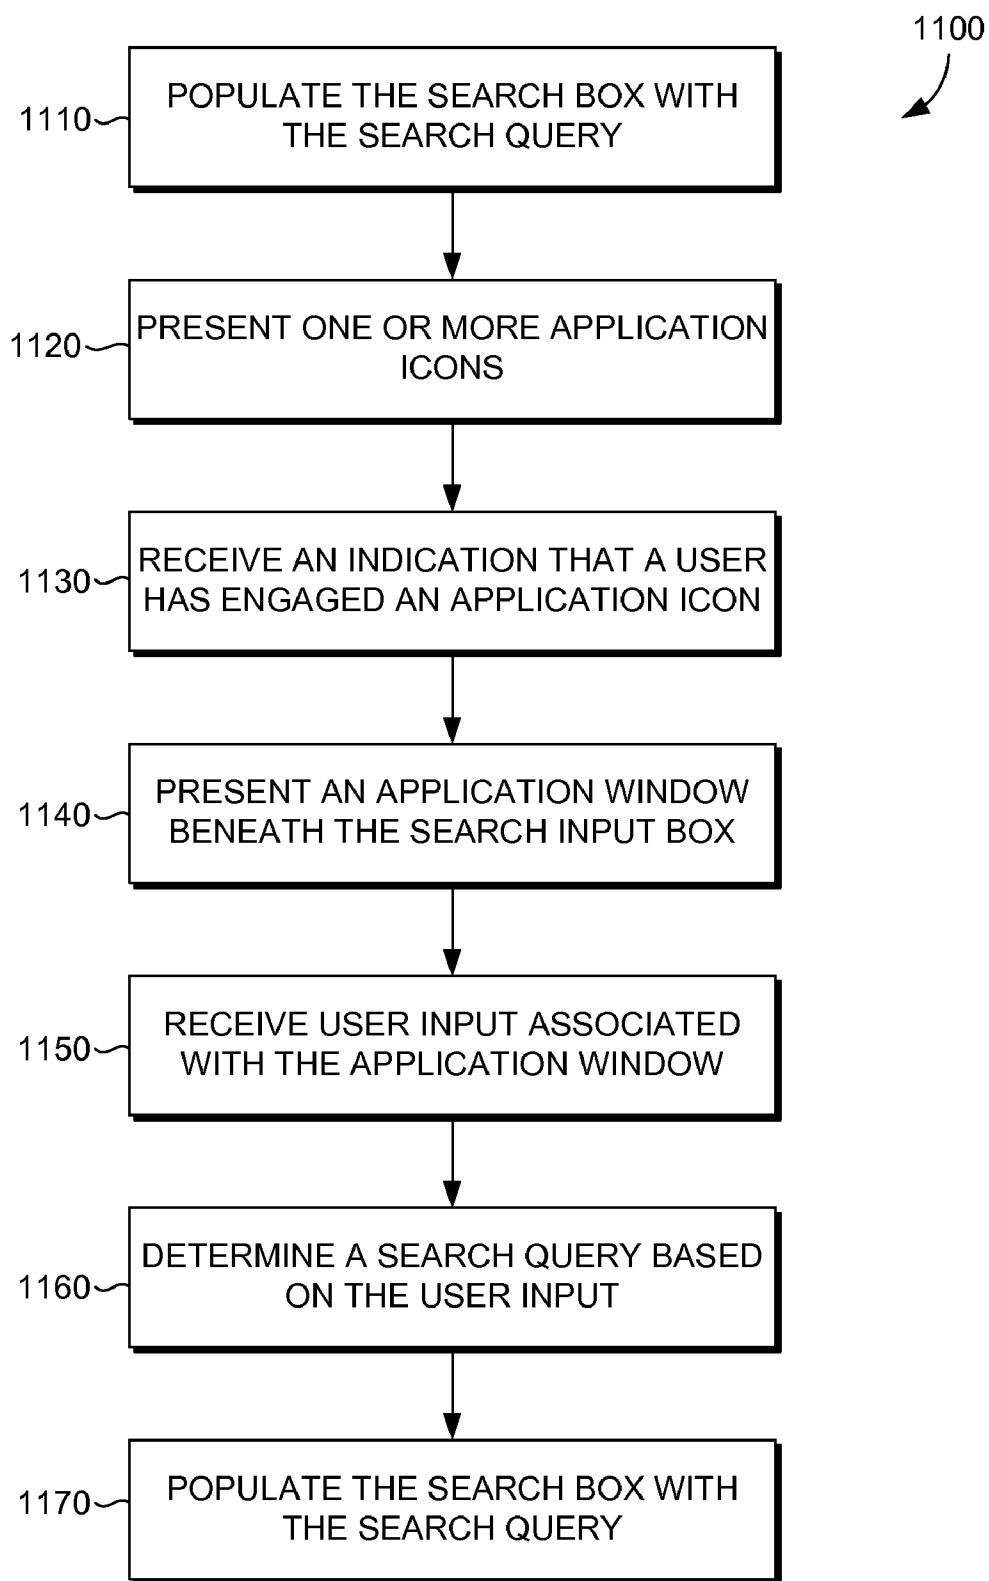 1100
POPULATE THE SEARCH BOX WITH
THE SEARCH QUERY
1110
PRESENT ONE OR MORE APPLICATION
ICONS
1120
RECEIVE AN INDICATION THAT A USER
HAS ENGAGED AN APPLICATION ICON
1130
PRESENT AN APPLICATION WINDOW
BENEATH THE SEARCH INPUT BOX
1140
RECEIVE USER INPUT ASSOCIATED
WITH THE APPLICATION WINDOW
1150
DETERMINE A SEARCH QUERY BASED
ON THE USER INPUT
1160
POPULATE THE SEARCH BOX WITH
THE SEARCH QUERY
1170